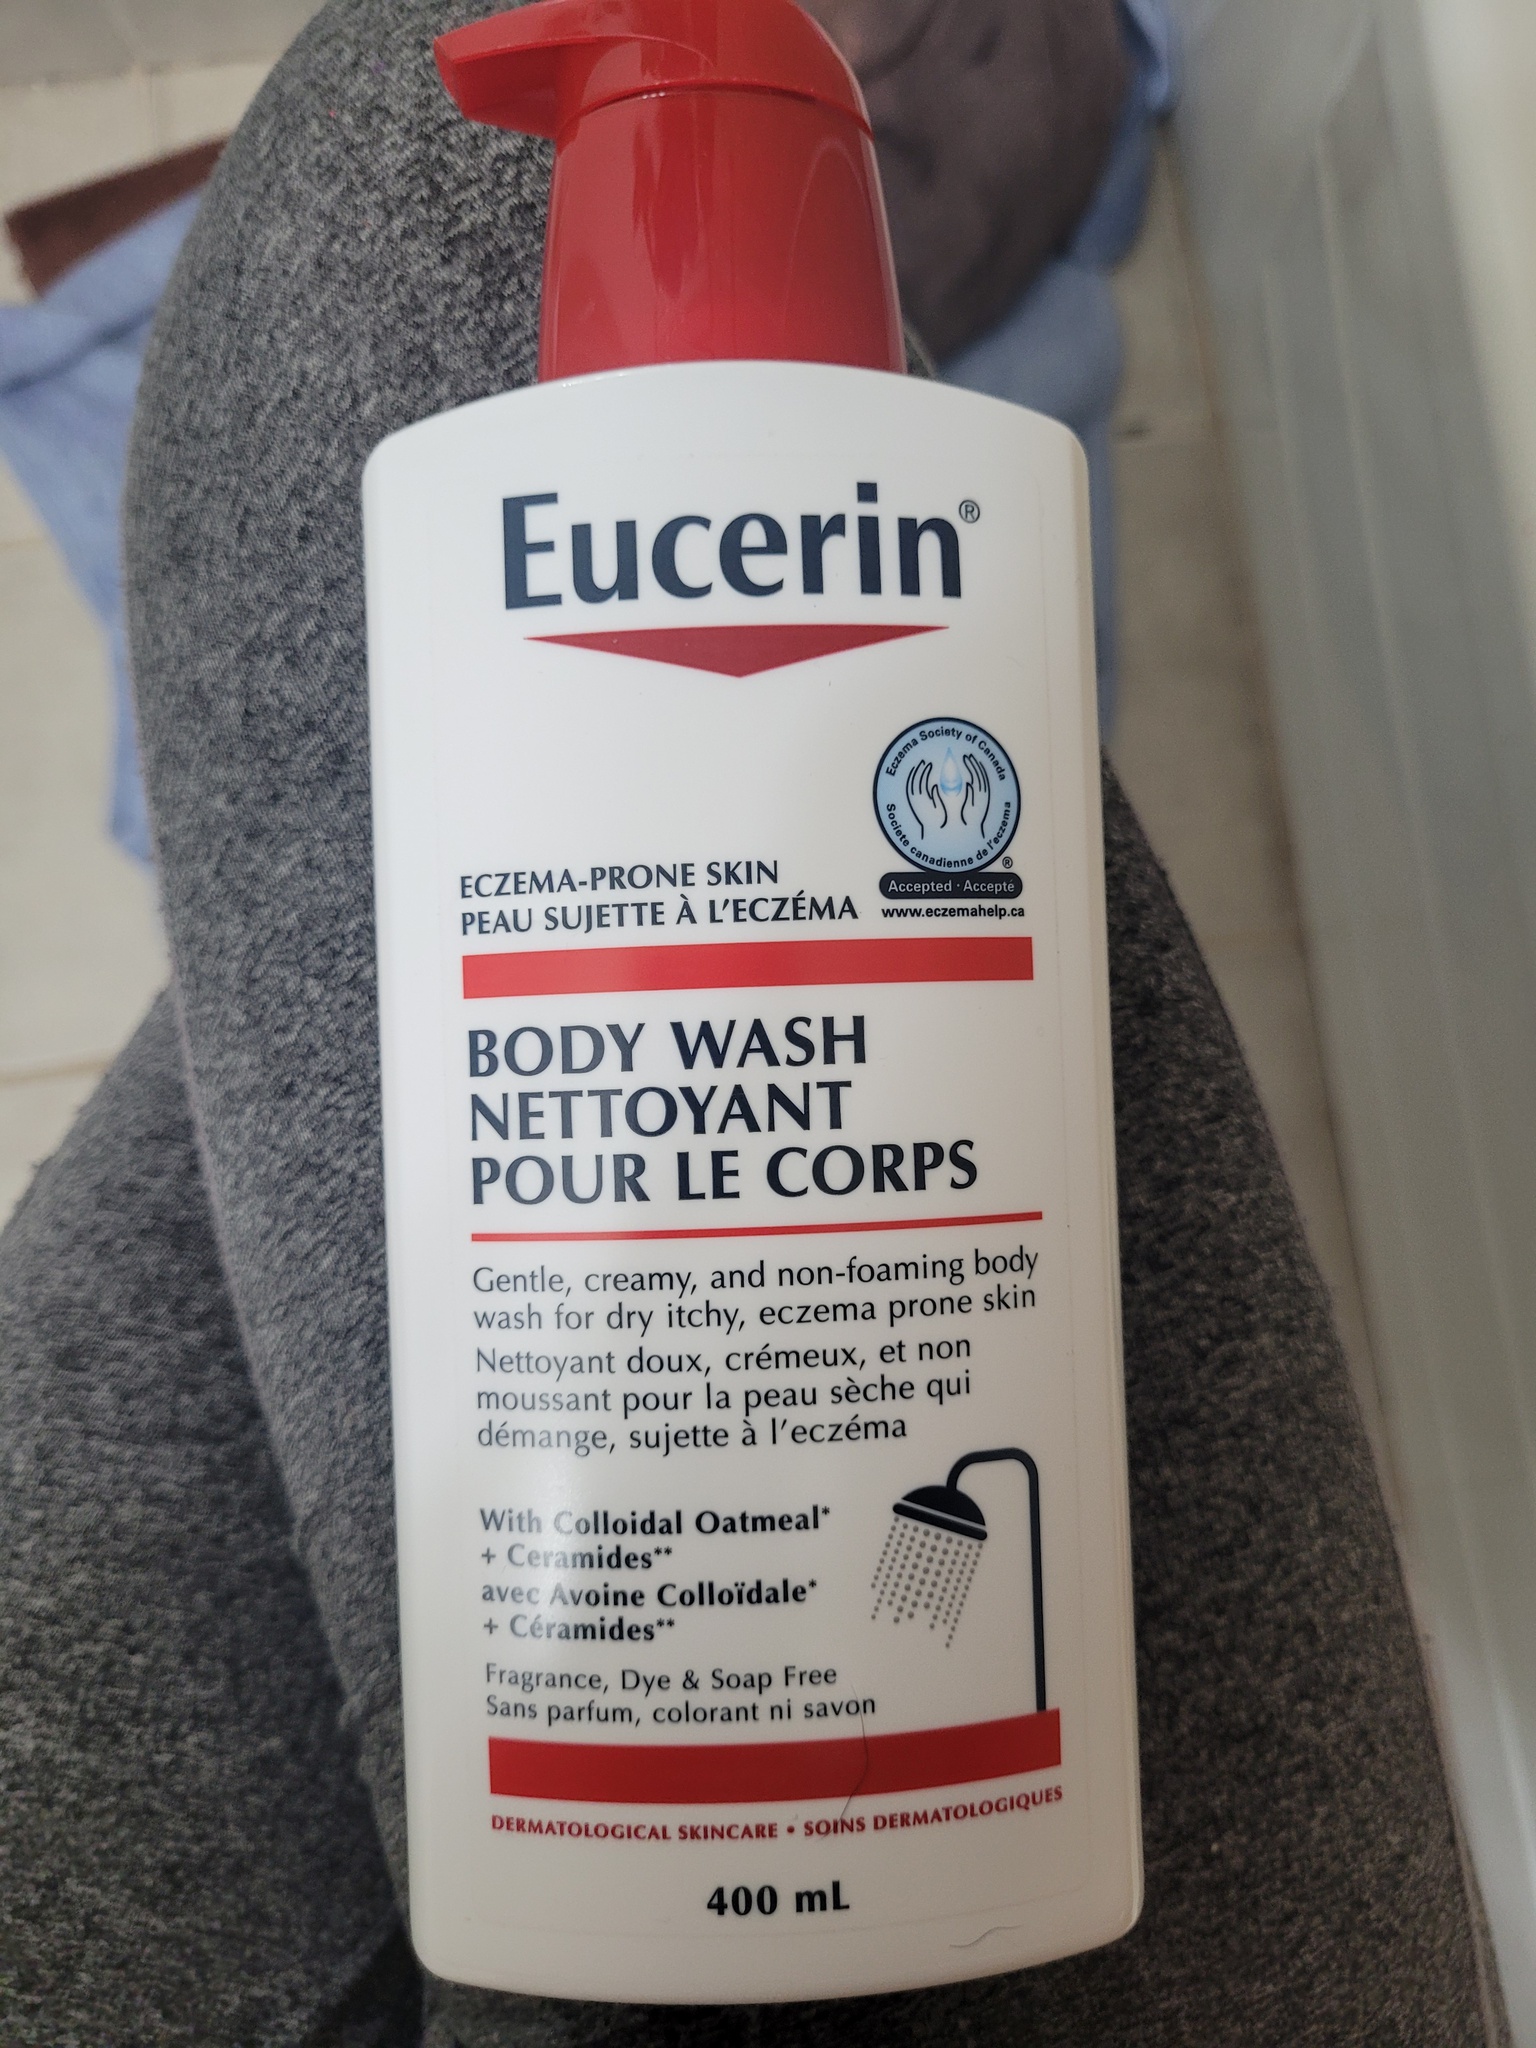 Eucerin®
Eczema Society of Canada
Societe canadienne de l'eczema
®
Accepted · Accepté
www.eczemahelp.ca
ECZEMA-PRONE SKIN
PEAU SUJETTE À L'ECZÉMA
BODY WASH
NETTOYANT
POUR LE CORPS
Gentle, creamy, and non-foaming body
wash for dry itchy, eczema prone skin
Nettoyant doux, crémeux, et non
moussant pour la peau sèche qui
démange, sujette à l'eczéma
With Colloidal Oatmeal*
+ Ceramides**
avec Avoine Colloïdale*
+ Céramides**
Fragrance, Dye & Soap Free
Sans parfum, colorant ni savon
DERMATOLOGICAL SKINCARE • SOINS DERMATOLOGIQUES
400 mL